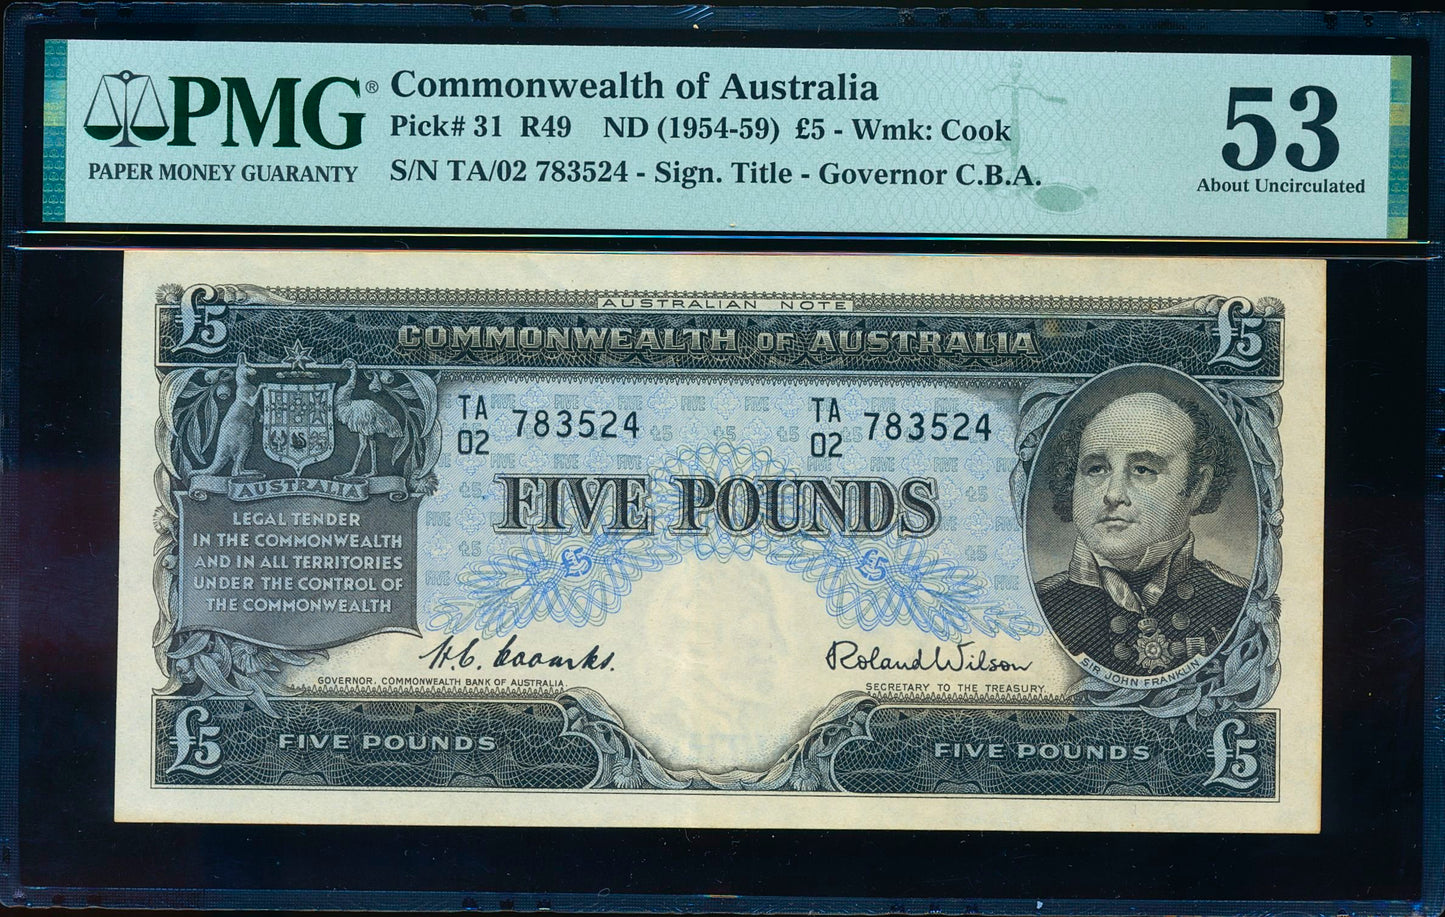 PMG®
PAPER MONEY GUARANTY
Commonwealth of Australia
Pick# 31 R49 ND (1954-59) £5 - Wmk: Cook
S/N TA/02 783524 - Sign. Title - Governor C.B.A.
53
About Uncirculated
AUSTRALIAN NOTE
£5
£5
COMMONWEALTH OF AUSTRALIA
TA
02
783524
TA
02
783524
AUSTRALIA
FIVE POUNDS
LEGAL TENDER
IN THE COMMONWEALTH
AND IN ALL TERRITORIES
UNDER THE CONTROL OF
THE COMMONWEALTH
£5
£5
H.C. Coombs.
Roland Wilson
GOVERNOR, COMMONWEALTH BANK OF AUSTRALIA.
SECRETARY TO THE TREASURY.
SIR JOHN FRANKLIN
£5
FIVE POUNDS
FIVE POUNDS
£5